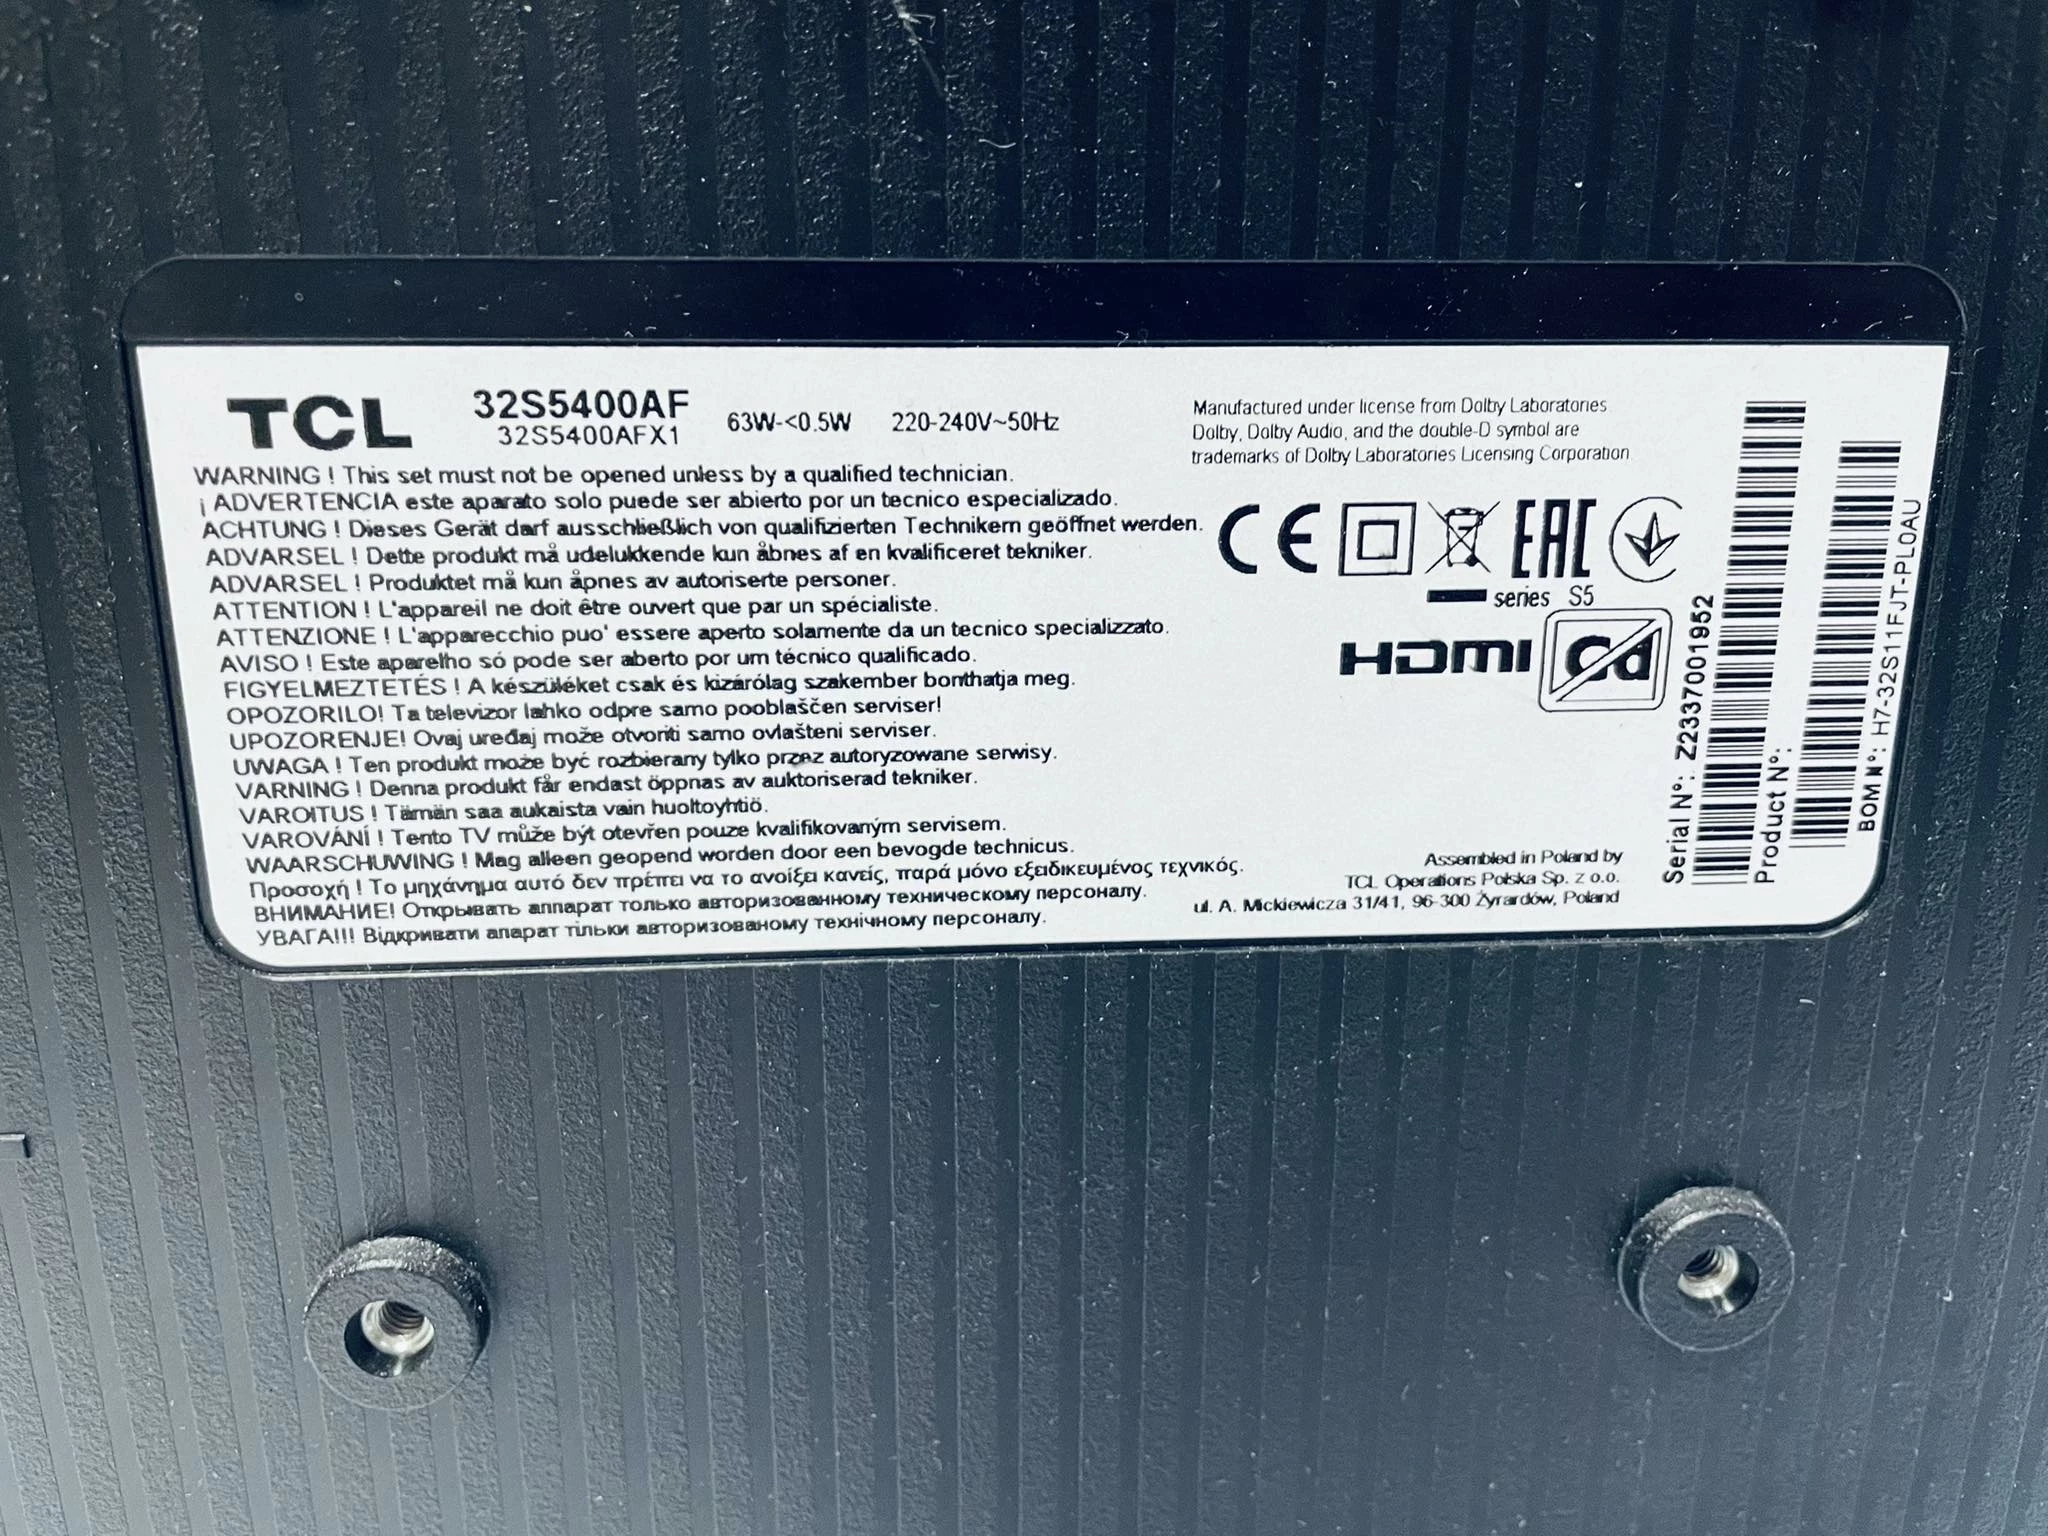 TCL
32S5400AF
32S5400AFX1
63W-<0.5W 220-240V~50Hz
WARNING ! This set must not be opened unless by a qualified technician.
¡ ADVERTENCIA este aparato solo puede ser abierto por un tecnico especializado.
ACHTUNG ! Dieses Gerät darf ausschließlich von qualifizierten Technikern geöffnet werden.
ADVARSEL ! Dette produkt må udelukkende kun åbnes af en kvalificeret tekniker.
ADVARSEL ! Produktet må kun åpnes av autoriserte personer.
ATTENTION ! L'appareil ne doit être ouvert que par un spécialiste.
ATTENZIONE ! L'apparecchio puo' essere aperto solamente da un tecnico specializzato.
AVISO ! Este aparelho só pode ser aberto por um técnico qualificado.
FIGYELMEZTETÉS ! A készüléket csak és kizárólag szakember bonthatja meg.
OPOZORILO! Ta televizor lahko odpre samo pooblaščen serviser!
UPOZORENJE! Ovaj uređaj može otvoriti samo ovlašteni serviser.
UWAGA ! Ten produkt może być rozbierany tylko przez autoryzowane serwisy.
VARNING ! Denna produkt får endast öppnas av auktoriserad tekniker.
VAROITUS ! Tämän saa aukaista vain huoltoyhtiö.
VAROVÁNÍ ! Tento TV může být otevřen pouze kvalifikovaným servisem.
WAARSCHUWING ! Mag alleen geopend worden door een bevogde technicus.
Προσοχή ! Το μηχάνημα αυτό δεν πρέπει να το ανοίξει κανείς, παρά μόνο εξειδικευμένος τεχνικός.
ВНИМАНИЕ! Открывать аппарат только авторизованному техническому персоналу.
УВАГА!!! Відкривати апарат тільки авторизованому технічному персоналу.
Manufactured under license from Dolby Laboratories
Dolby, Dolby Audio, and the double-D symbol are
trademarks of Dolby Laboratories Licensing Corporation
CE EAC
series S5
HDMI Cd
Assembled in Poland by
TCL Operations Polska Sp. z o.o.
ul. A. Mickiewicza 31/41, 96-300 Żyrardów, Poland
Serial Nº: Z2337001952
Product Nº:
BOM Nº: H7-32S11FJT-PL0AU